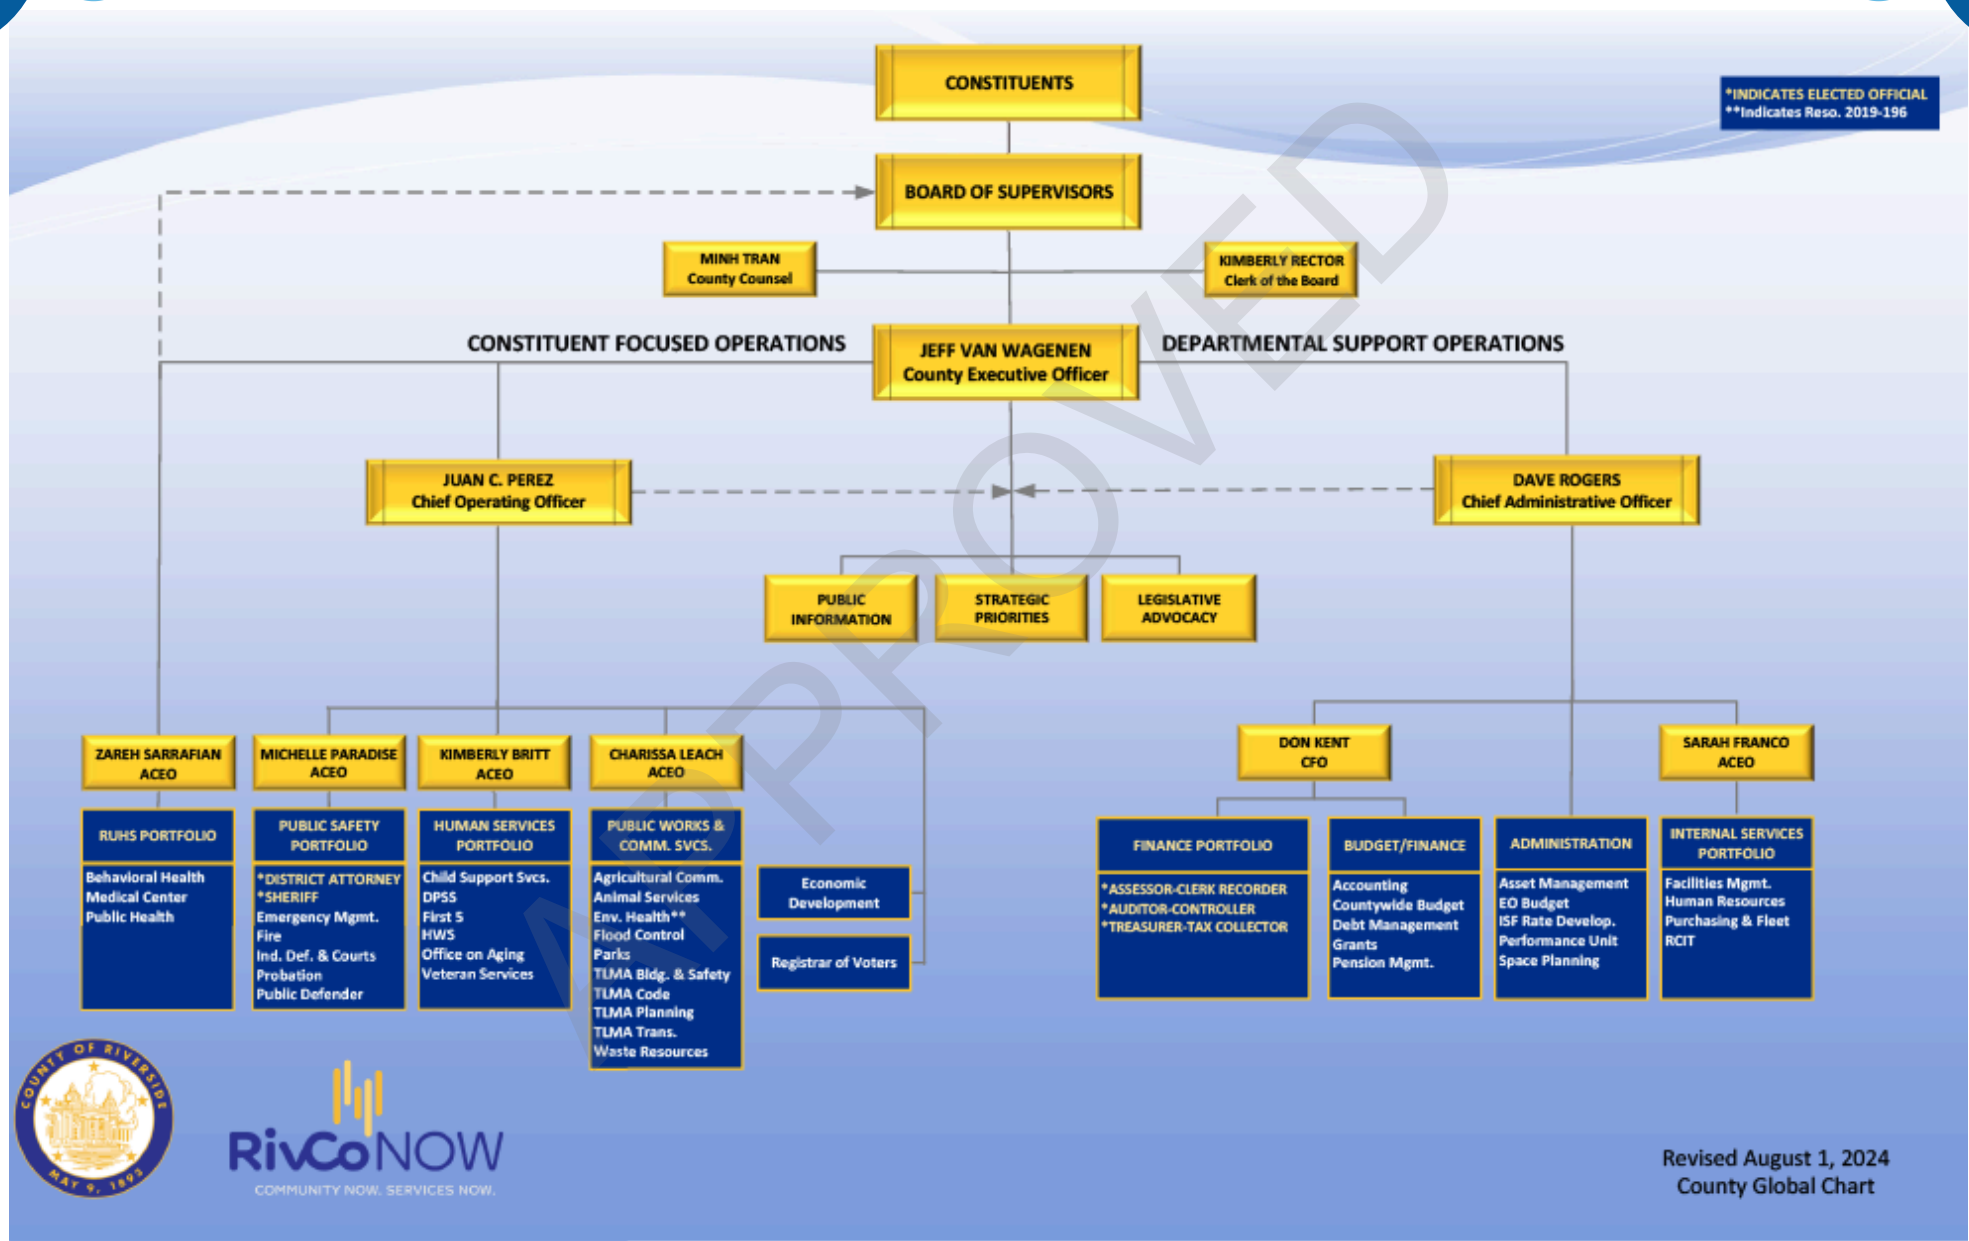 CONSTITUENTS
*INDICATES ELECTED OFFICIAL
**Indicates Reso. 2019-196
BOARD OF SUPERVISORS
MINH TRAN
County Counsel
KIMBERLY RECTOR
Clerk of the Board
CONSTITUENT FOCUSED OPERATIONS
JEFF VAN WAGENEN
County Executive Officer
DEPARTMENTAL SUPPORT OPERATIONS
JUAN C. PEREZ
Chief Operating Officer
DAVE ROGERS
Chief Administrative Officer
PUBLIC
INFORMATION
STRATEGIC
PRIORITIES
LEGISLATIVE
ADVOCACY
ZAREH SARRAFIAN
ACEO
MICHELLE PARADISE
ACEO
KIMBERLY BRITT
ACEO
CHARISSA LEACH
ACEO
DON KENT
CFO
SARAH FRANCO
ACEO
RUHS PORTFOLIO
Behavioral Health
Medical Center
Public Health
PUBLIC SAFETY
PORTFOLIO
*DISTRICT ATTORNEY
*SHERIFF
Emergency Mgmt.
Fire
Ind. Def. & Courts
Probation
Public Defender
HUMAN SERVICES
PORTFOLIO
Child Support Svcs.
DPSS
First 5
HWS
Office on Aging
Veteran Services
PUBLIC WORKS &
COMM. SVCS.
Agricultural Comm.
Animal Services
Env. Health**
Flood Control
Parks
TLMA Bldg. & Safety
TLMA Code
TLMA Planning
TLMA Trans.
Waste Resources
Economic
Development
Registrar of Voters
FINANCE PORTFOLIO
*ASSESSOR-CLERK RECORDER
*AUDITOR-CONTROLLER
*TREASURER-TAX COLLECTOR
BUDGET/FINANCE
Accounting
Countywide Budget
Debt Management
Grants
Pension Mgmt.
ADMINISTRATION
Asset Management
EO Budget
ISF Rate Develop.
Performance Unit
Space Planning
INTERNAL SERVICES
PORTFOLIO
Facilities Mgmt.
Human Resources
Purchasing & Fleet
RCIT
APPROVED
COUNTY OF RIVERSIDE
MAY 9, 1893
RivCoNOW
COMMUNITY NOW. SERVICES NOW.
Revised August 1, 2024
County Global Chart